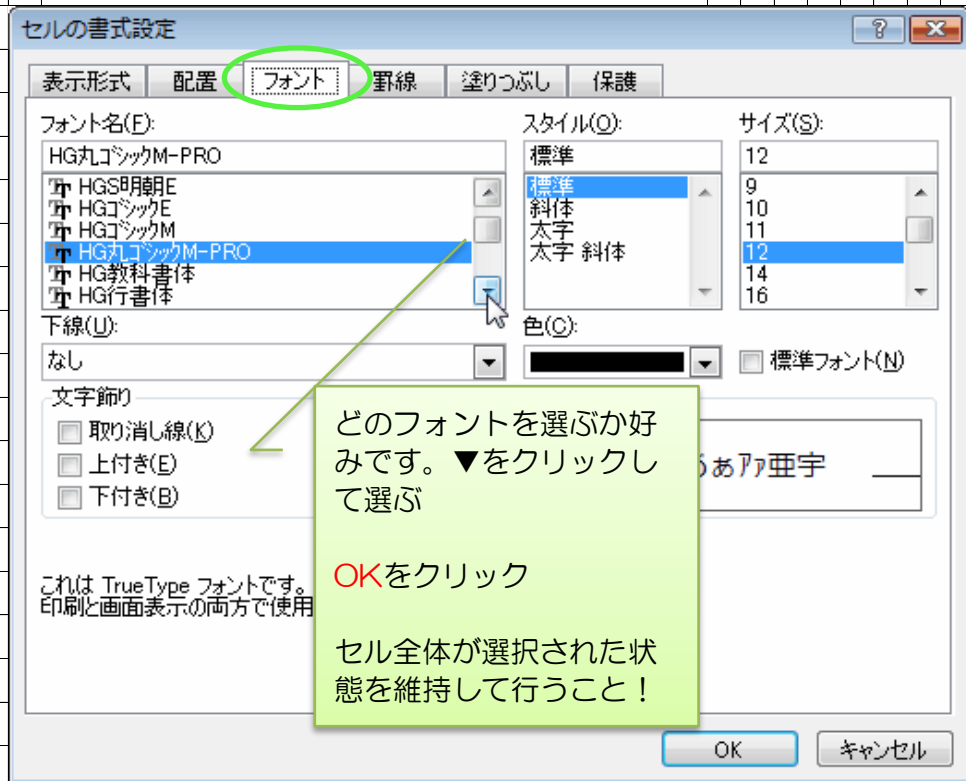 セルの書式設定
表示形式 配置 フォント 罫線 塗りつぶし 保護
フォント名(F): スタイル(O): サイズ(S):
HG丸ゴシックM-PRO 標準 12
HGS明朝E 標準 9
HGゴシックE 斜体 10
HGゴシックM 太字 11
HG丸ゴシックM-PRO 太字 斜体 12
HG教科書体 14
HG行書体 16
下線(U): 色(C):
なし 標準フォント(N)
文字飾り
取り消し線(K)
上付き(E)
下付き(B)
ぁあアァ亜宇
どのフォントを選ぶか好
みです。▼をクリックし
て選ぶ
OKをクリック
セル全体が選択された状
態を維持して行うこと！
これは TrueType フォントです。
印刷と画面表示の両方で使用
OK キャンセル